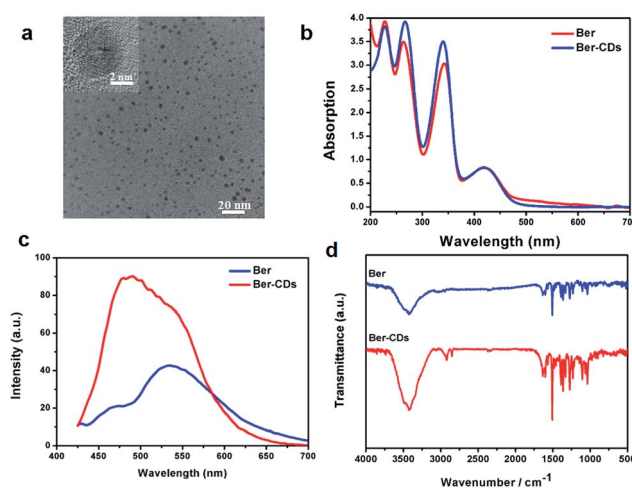 a
2 nm
20 nm
b
Ber
Ber-CDs
Absorption
4.0
3.5
3.0
2.5
2.0
1.5
1.0
0.5
0.0
200 300 400 500 600 700
Wavelength (nm)
c
Ber
Ber-CDs
Intensity (a.u.)
100
80
60
40
20
0
400 450 500 550 600 650 700
Wavelength (nm)
d
Ber
Ber-CDs
Transmittance (a.u.)
4000 3500 3000 2500 2000 1500 1000 500
Wavenumber / cm⁻¹